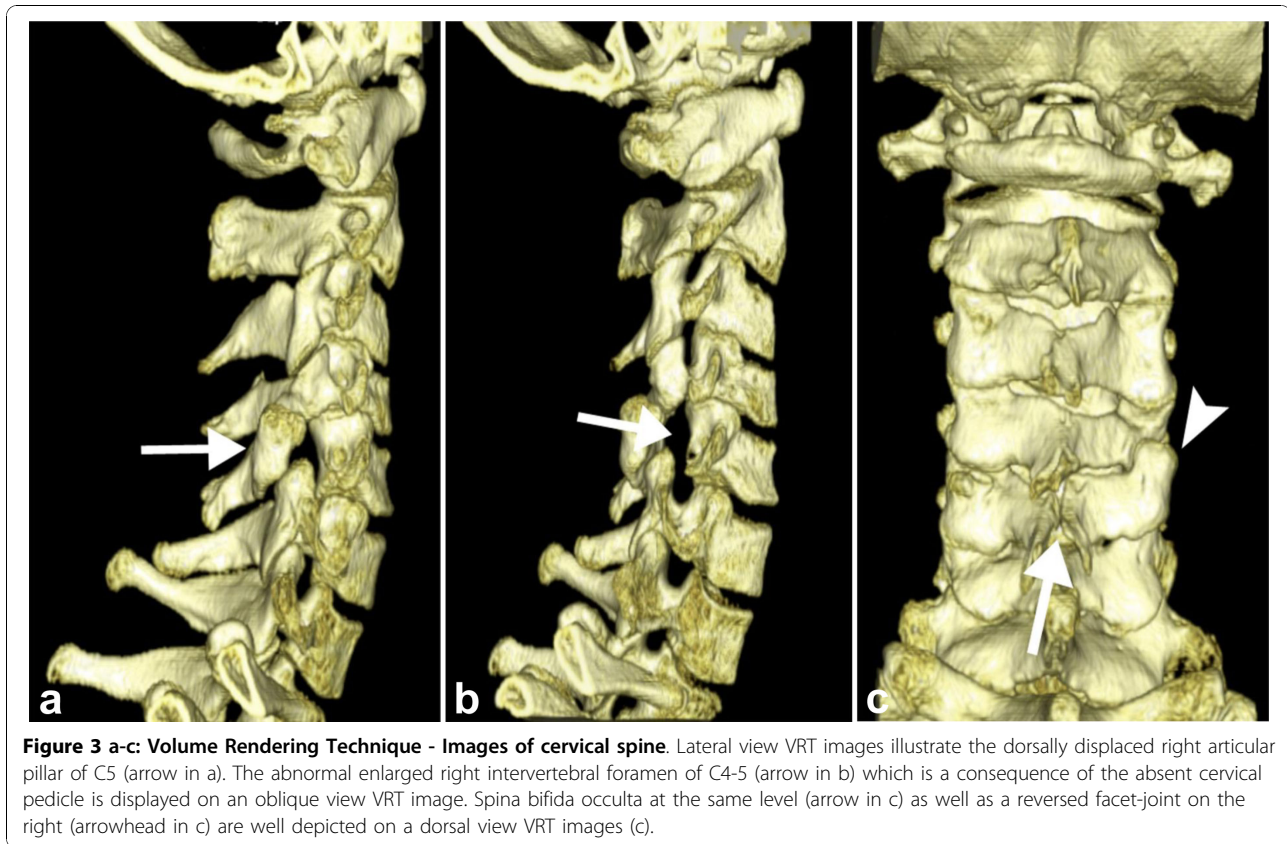 a
b
c
Figure 3 a-c: Volume Rendering Technique - Images of cervical spine. Lateral view VRT images illustrate the dorsally displaced right articular
pillar of C5 (arrow in a). The abnormal enlarged right intervertebral foramen of C4-5 (arrow in b) which is a consequence of the absent cervical
pedicle is displayed on an oblique view VRT image. Spina bifida occulta at the same level (arrow in c) as well as a reversed facet-joint on the
right (arrowhead in c) are well depicted on a dorsal view VRT images (c).